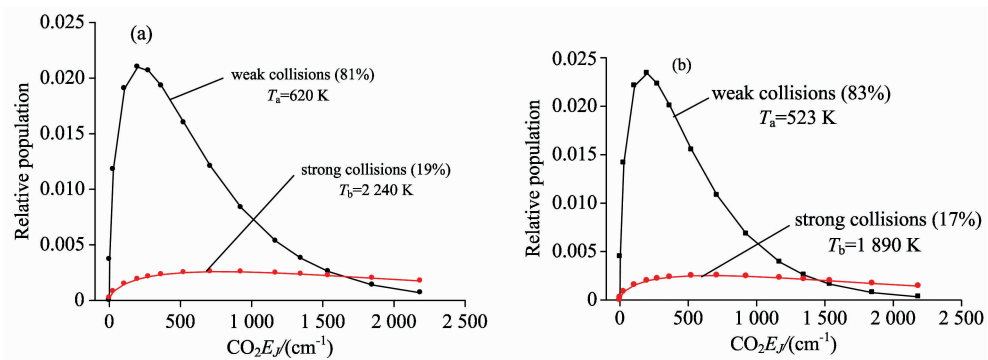 (a)
0.025
0.020
0.015
0.010
0.005
0
Relative population
weak collisions (81%)
Ta=620 K
strong collisions (19%)
Tb=2 240 K
0
500
1 000
1 500
2 000
2 500
CO2EJ/(cm-1)
(b)
0.025
0.020
0.015
0.010
0.005
0.000
Relative population
weak collisions (83%)
Ta=523 K
strong collisions (17%)
Tb=1 890 K
0
500
1 000
1 500
2 000
2 500
CO2EJ/(cm-1)